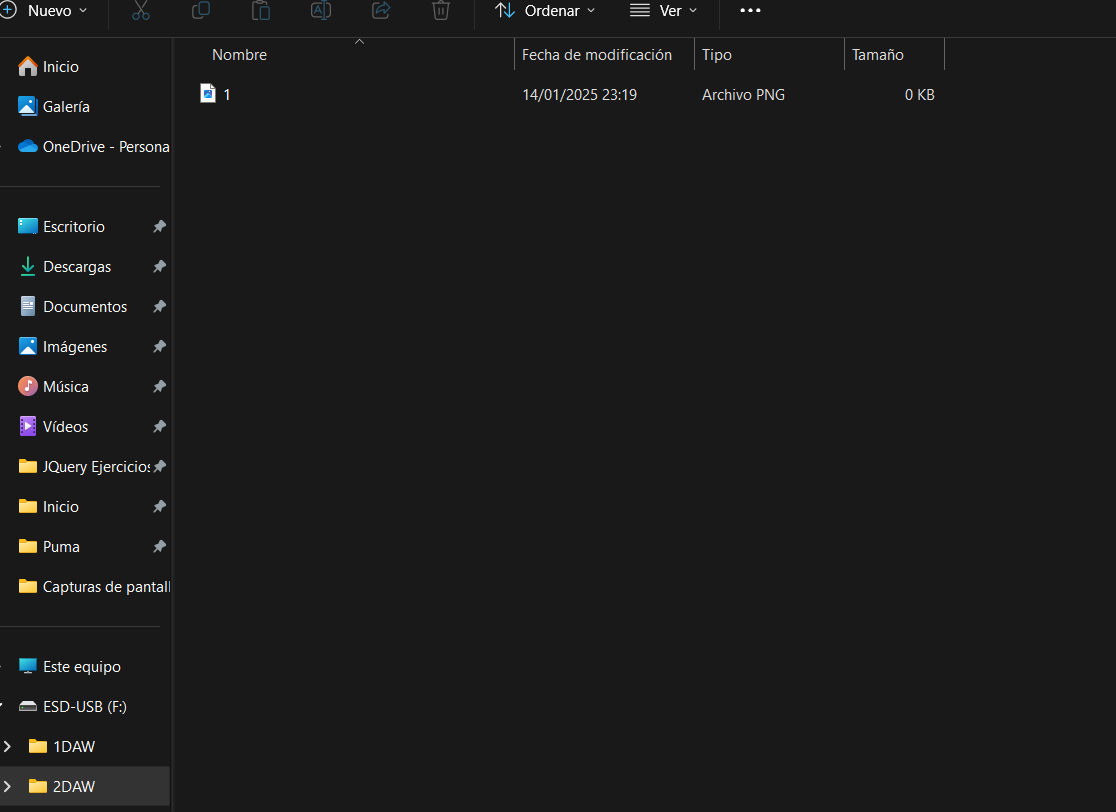 Nuevo
Ordenar
Ver
Nombre
Fecha de modificación
Tipo
Tamaño
1
14/01/2025 23:19
Archivo PNG
0 KB
Inicio
Galería
OneDrive - Persona
Escritorio
Descargas
Documentos
Imágenes
Música
Vídeos
JQuery Ejercicios
Inicio
Puma
Capturas de pantall
Este equipo
ESD-USB (F:)
1DAW
2DAW